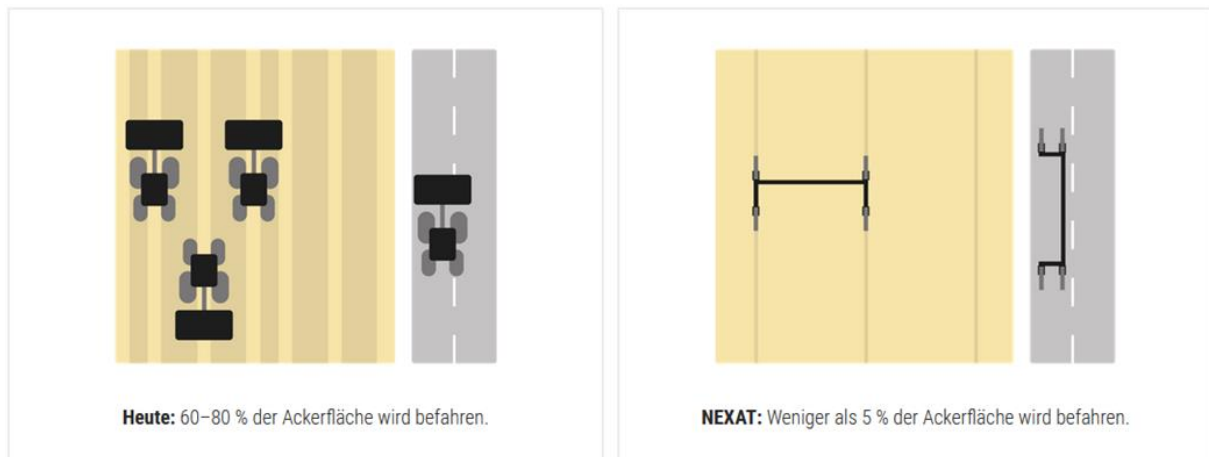 Heute: 60–80 % der Ackerfläche wird befahren.
NEXAT: Weniger als 5 % der Ackerfläche wird befahren.